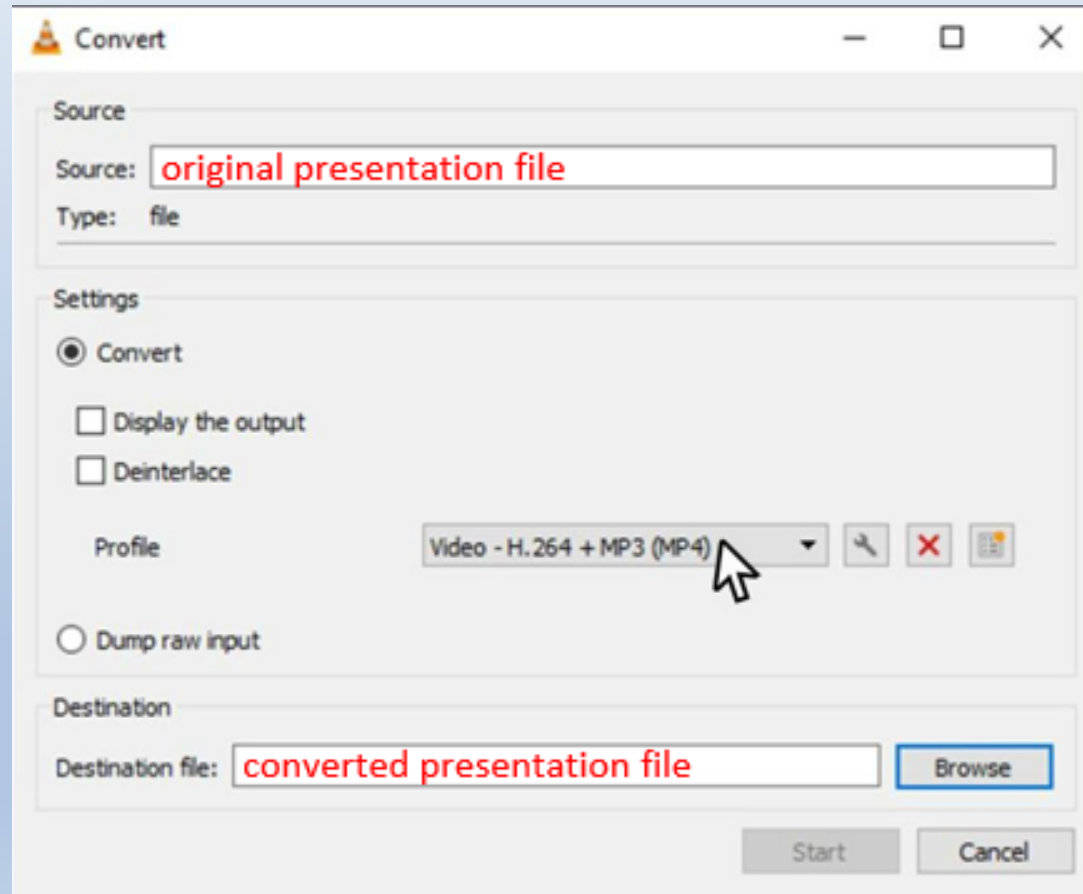 Convert
Source
Source: original presentation file
Type: file
Settings
Convert
Display the output
Deinterlace
Profile Video - H.264 + MP3 (MP4)
Dump raw input
Destination
Destination file: converted presentation file Browse
Start Cancel